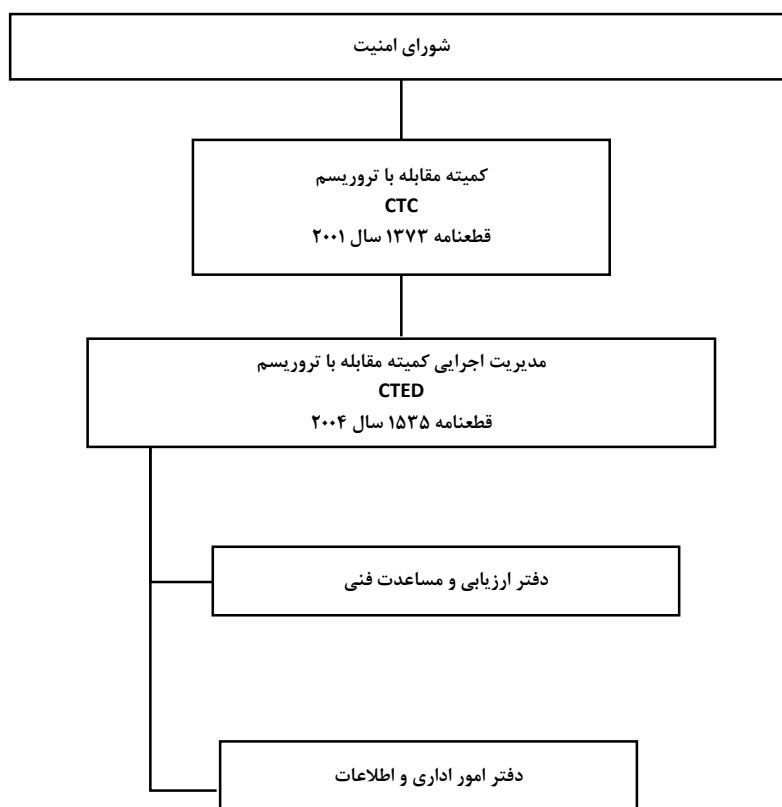 شورای امنیت
کمیته مقابله با تروریسم
CTC
قطعنامه ۱۳۷۳ سال ۲۰۰۱
مدیریت اجرایی کمیته مقابله با تروریسم
CTED
قطعنامه ۱۵۳۵ سال ۲۰۰۴
دفتر ارزیابی و مساعدت فنی
دفتر امور اداری و اطلاعات